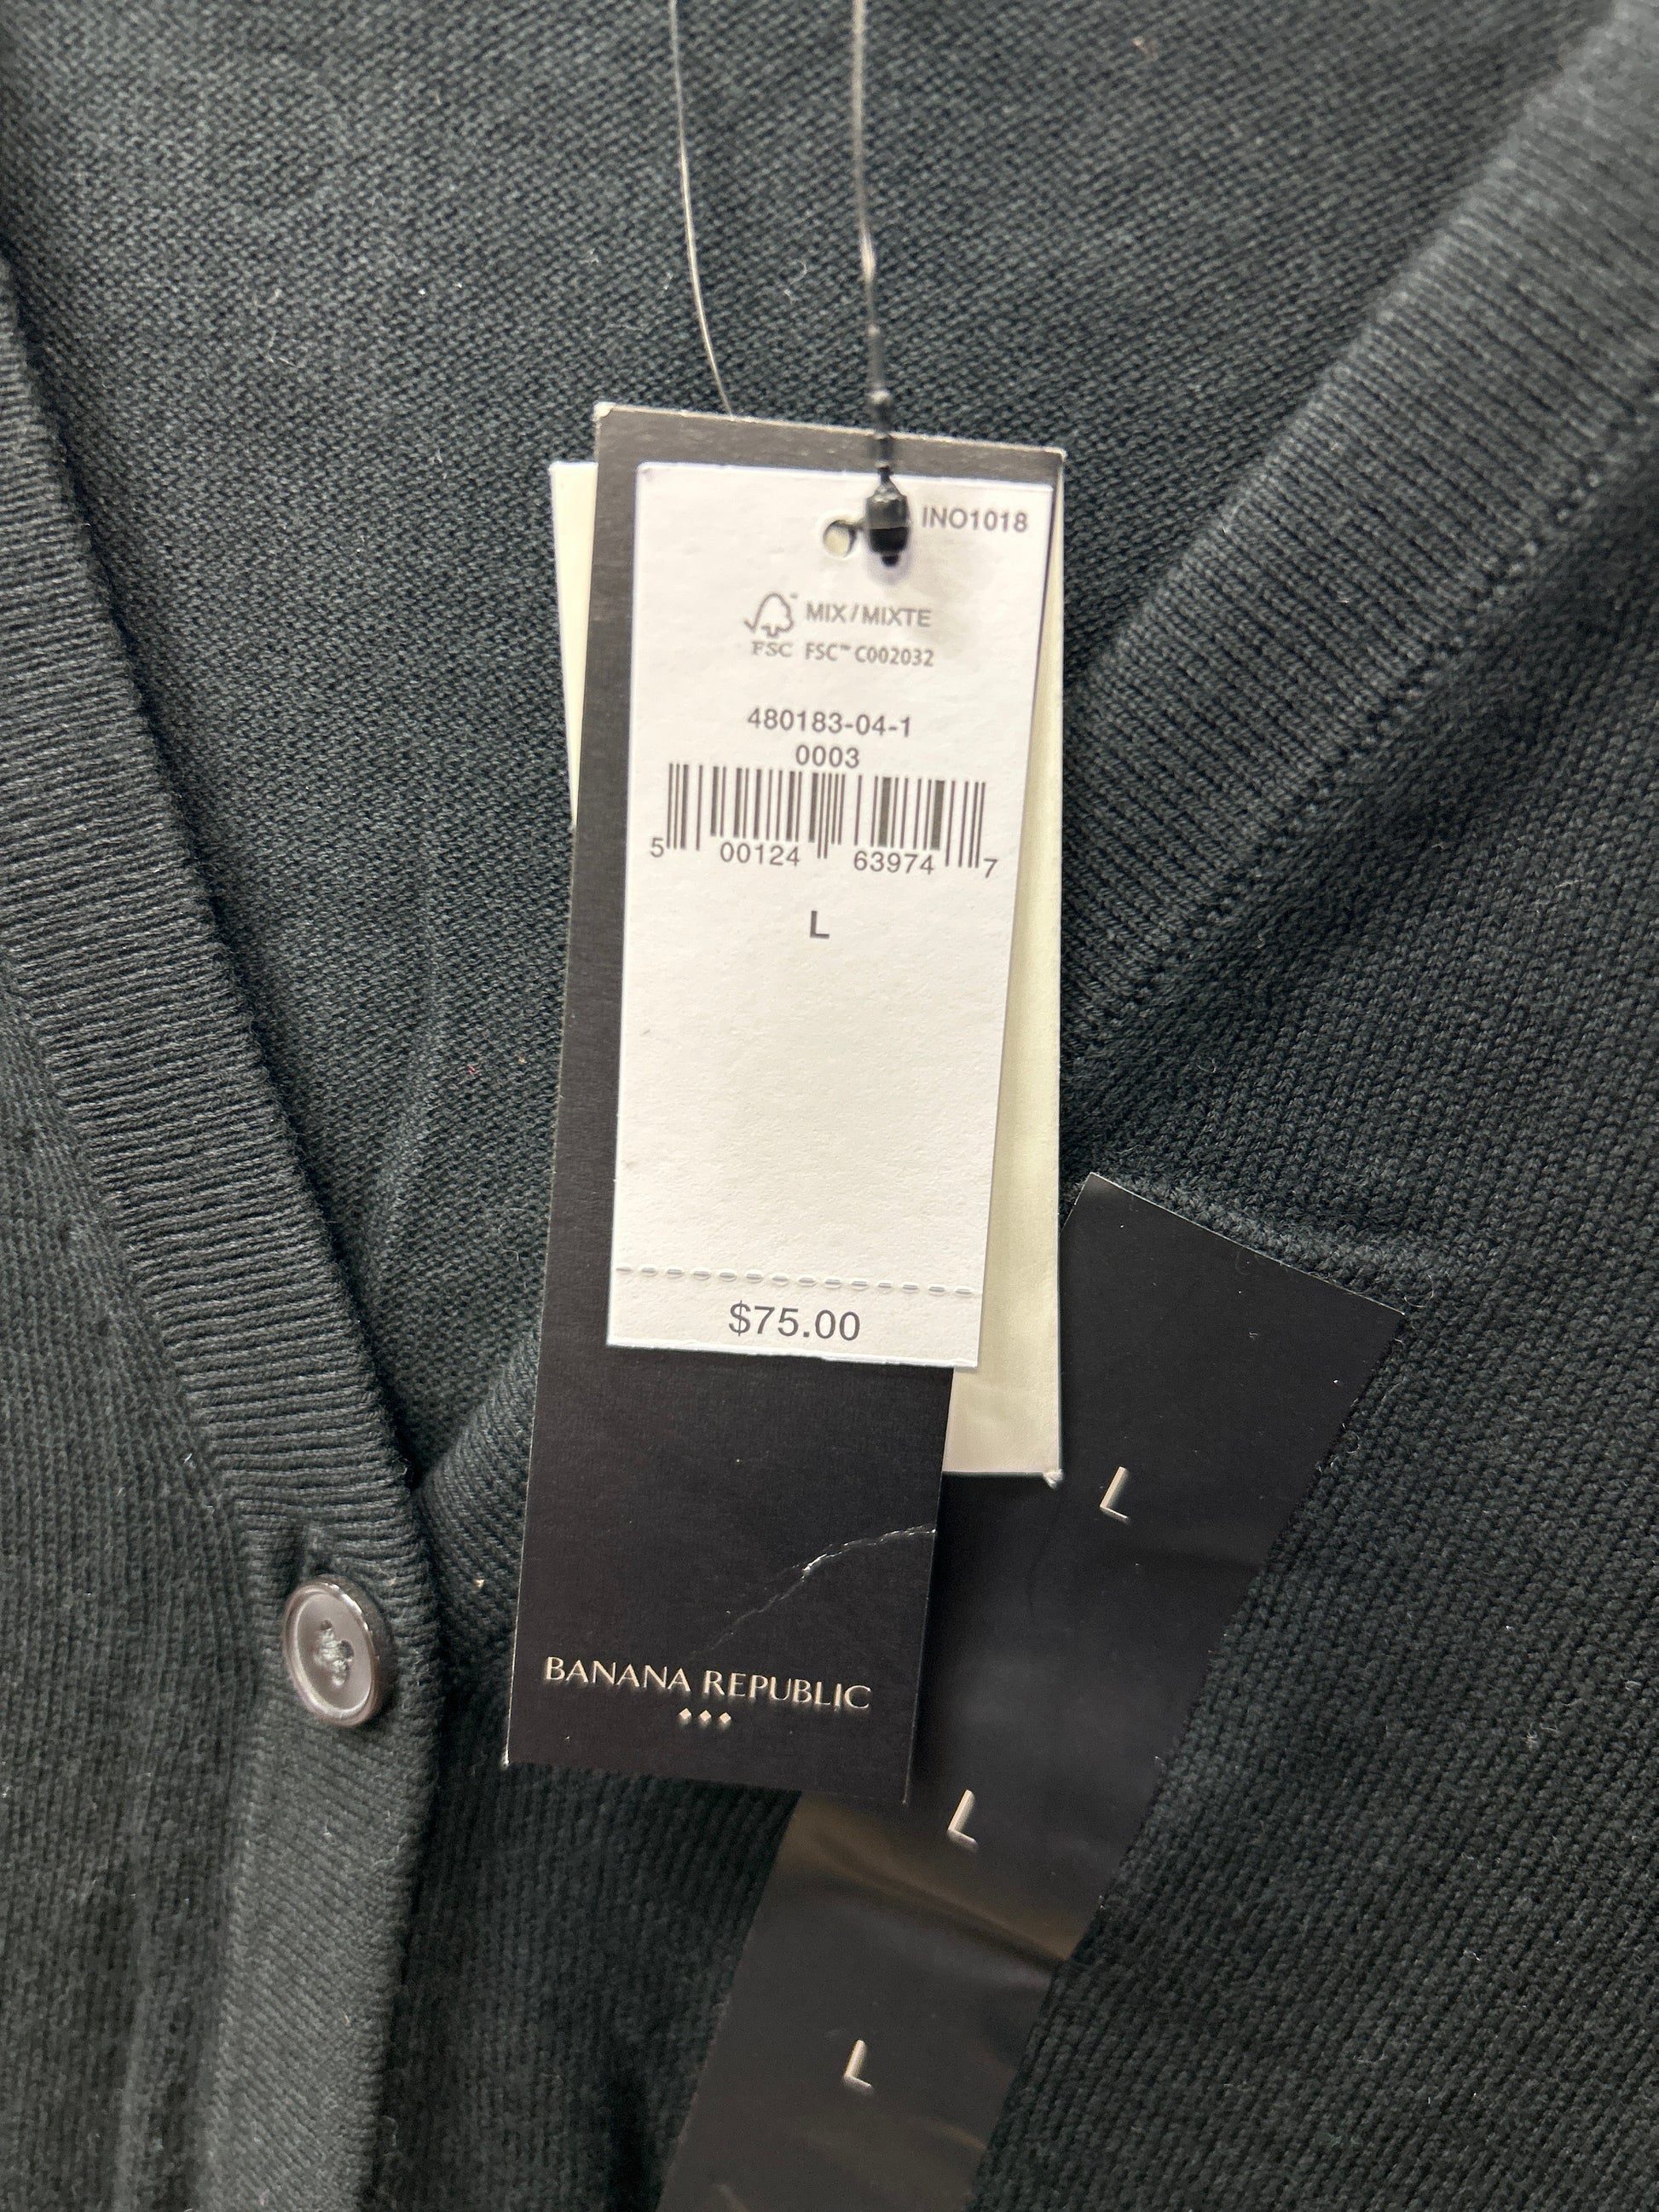 INO1018
MIX/MIXTE
FSC FSC™ C002032
480183-04-1
0003
5 00124 63974 7
L
$75.00
BANANA REPUBLIC
L
L
L